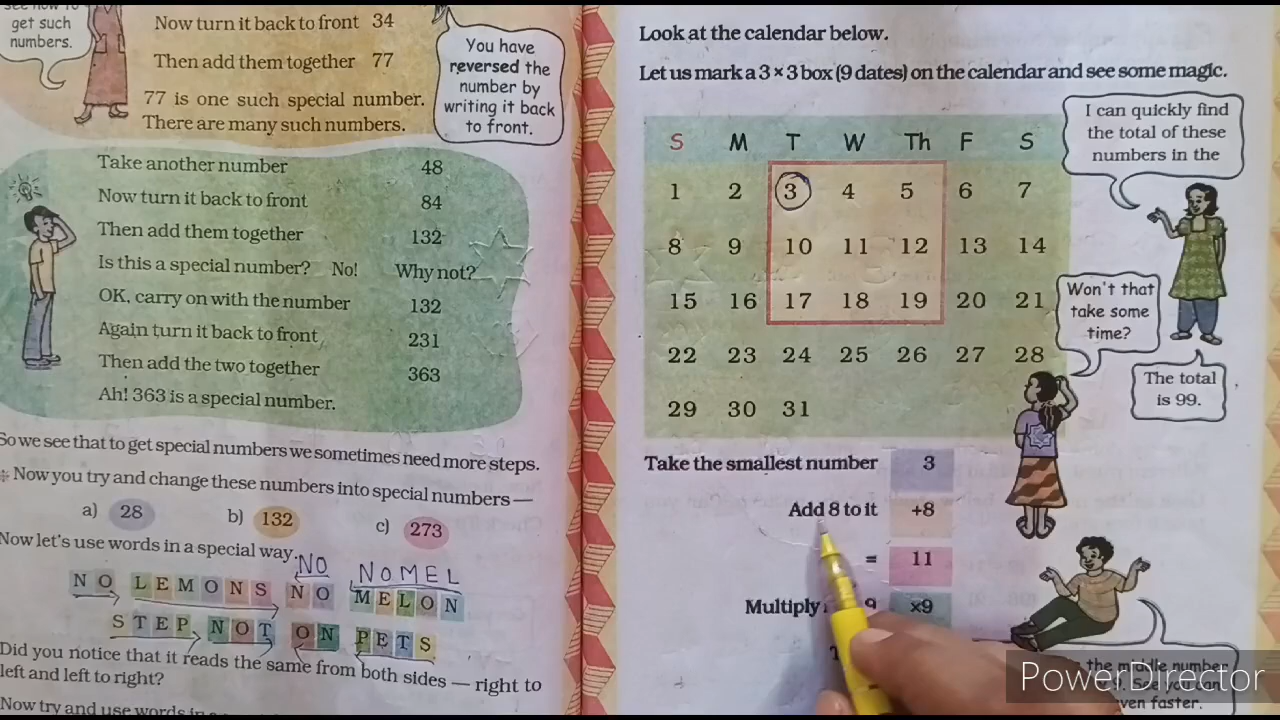 see how to
get such
numbers.
Now turn it back to front 34
Then add them together 77
77 is one such special number.
There are many such numbers.
You have
reversed the
number by
writing it back
to front.
Take another number 48
Now turn it back to front 84
Then add them together 132
Is this a special number? No! Why not?
OK, carry on with the number 132
Again turn it back to front 231
Then add the two together 363
Ah! 363 is a special number.
So we see that to get special numbers we sometimes need more steps.
Now you try and change these numbers into special numbers —
a) 28 b) 132 c) 273
Now let's use words in a special way.
NO NOMEL
NO LEMONS NO MELON
STEP NOT ON PETS
Did you notice that it reads the same from both sides — right to
left and left to right?
Now try and use words in a
Look at the calendar below.
Let us mark a 3 × 3 box (9 dates) on the calendar and see some magic.
S M T W Th F S
1 2 3 4 5 6 7
8 9 10 11 12 13 14
15 16 17 18 19 20 21
22 23 24 25 26 27 28
29 30 31
I can quickly find
the total of these
numbers in the
Won't that
take some
time?
The total
is 99.
Take the smallest number 3
Add 8 to it +8
= 11
Multiply 9 x9
the middle number
9. See you can
even faster.
PowerDirector